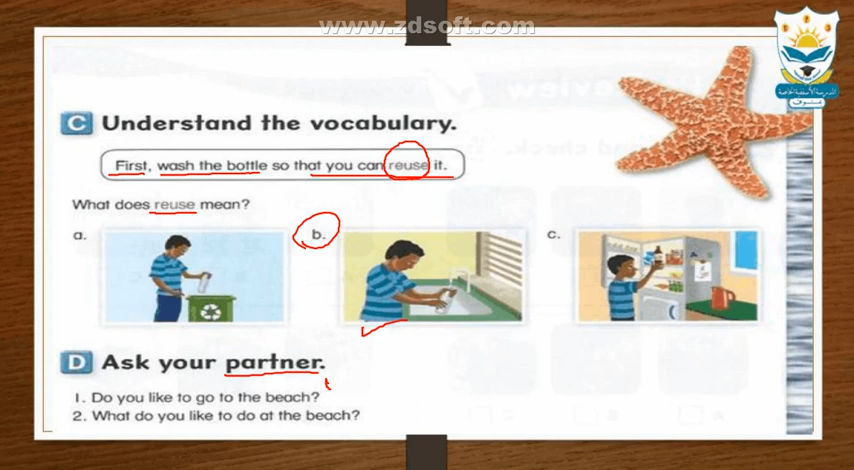 www.zdsoft.com
C Understand the vocabulary.
First, wash the bottle so that you can reuse it.
What does reuse mean?
a.
b.
c.
D Ask your partner.
1. Do you like to go to the beach?
2. What do you like to do at the beach?